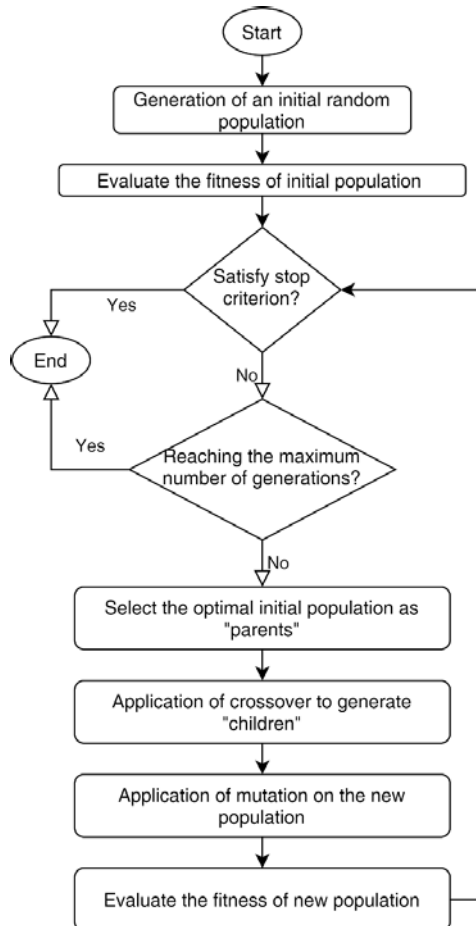 Start
Generation of an initial random
population
Evaluate the fitness of initial population
Satisfy stop
criterion?
Yes
End
No
Yes
Reaching the maximum
number of generations?
No
Select the optimal initial population as
"parents"
Application of crossover to generate
"children"
Application of mutation on the new
population
Evaluate the fitness of new population